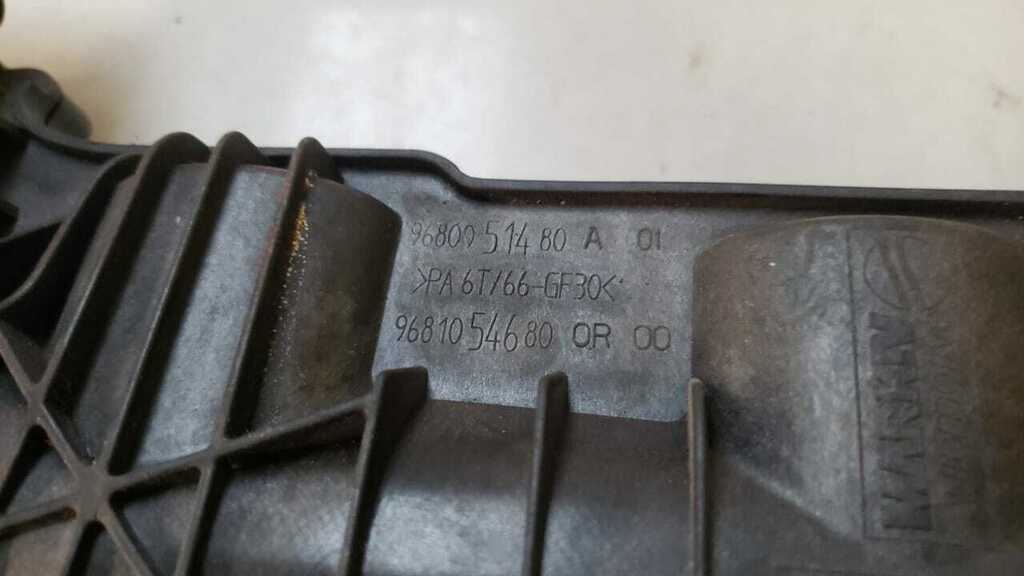 9680051480 A 01
>PA 6T/66-GF30<
9681054680 OR 00
MANN